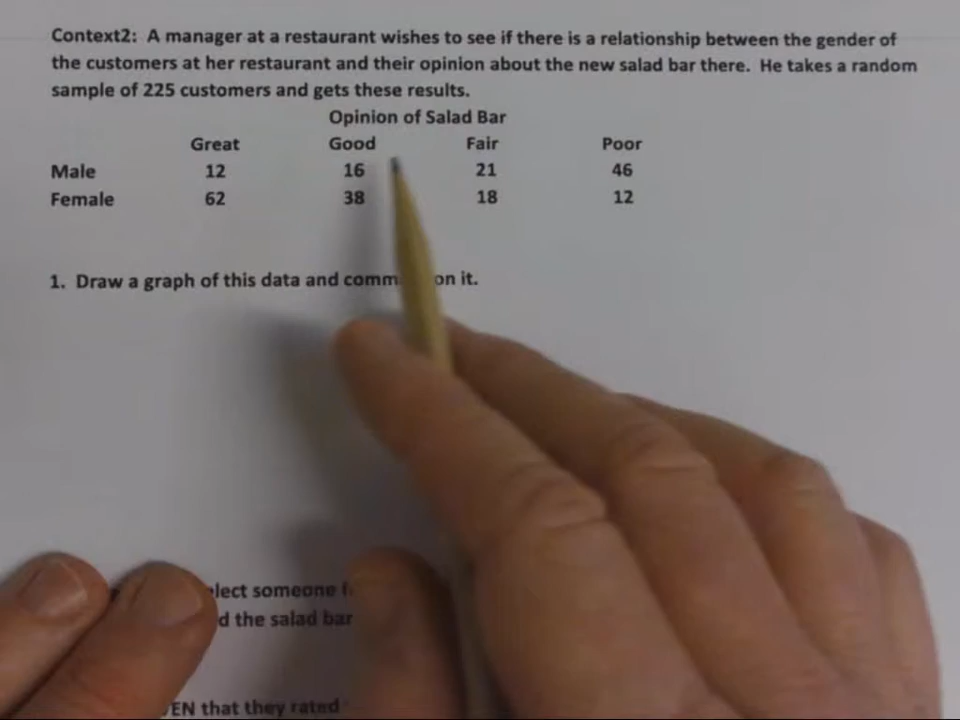 Context2: A manager at a restaurant wishes to see if there is a relationship between the gender of
the customers at her restaurant and their opinion about the new salad bar there. He takes a random
sample of 225 customers and gets these results.
Opinion of Salad Bar
Great Good Fair Poor
Male 12 16 21 46
Female 62 38 18 12
1. Draw a graph of this data and on it.
someone
the salad bar
that they rated